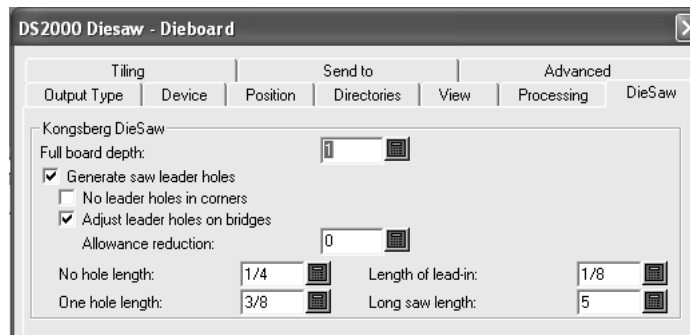 DS2000 Diesaw - Dieboard
Tiling Send to Advanced
Output Type Device Position Directories View Processing DieSaw
Kongsberg DieSaw
Full board depth: 1
Generate saw leader holes
No leader holes in corners
Adjust leader holes on bridges
Allowance reduction: 0
No hole length: 1/4 Length of lead-in: 1/8
One hole length: 3/8 Long saw length: 5